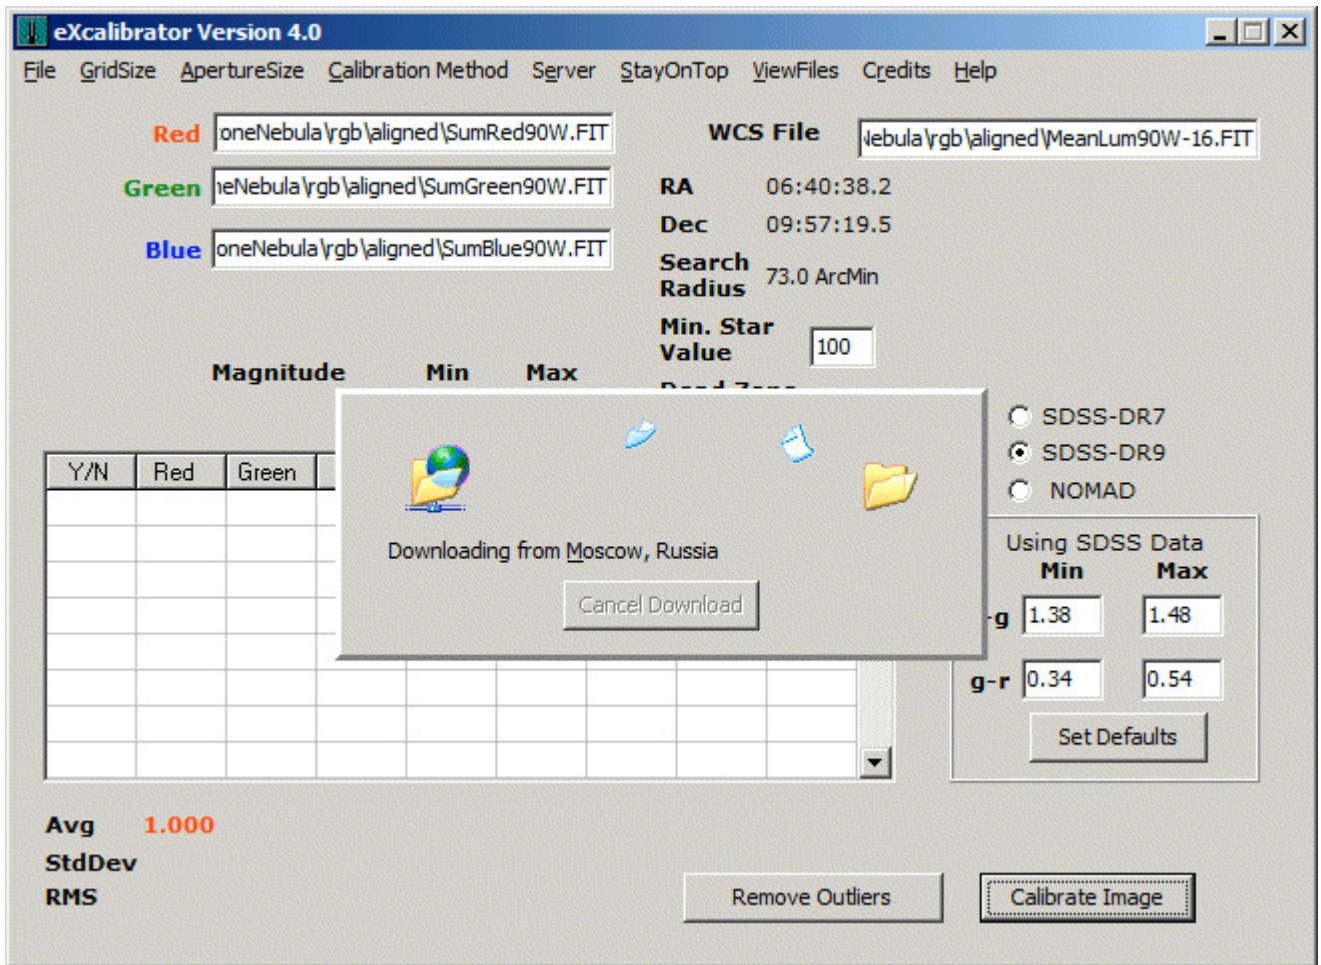 eXcalibrator Version 4.0
File GridSize ApertureSize Calibration Method Server StayOnTop ViewFiles Credits Help
Red :oneNebula\rgb\aligned\SumRed90W.FIT
WCS File Nebula\rgb\aligned\MeanLum90W-16.FIT
Green neNebula\rgb\aligned\SumGreen90W.FIT
RA 06:40:38.2
Dec 09:57:19.5
Blue oneNebula\rgb\aligned\SumBlue90W.FIT
Search Radius 73.0 ArcMin
Min. Star Value 100
Magnitude Min Max
SDSS-DR7
SDSS-DR9
NOMAD
Y/N Red Green
Downloading from Moscow, Russia
Cancel Download
Using SDSS Data
Min Max
-g 1.38 1.48
g-r 0.34 0.54
Set Defaults
Avg 1.000
StdDev
RMS
Remove Outliers Calibrate Image